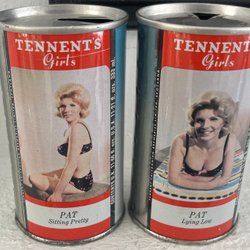 TENNENT'S
Girls
PAT
Sitting Pretty
TENNENT'S
Girls
PAT
Lying Low